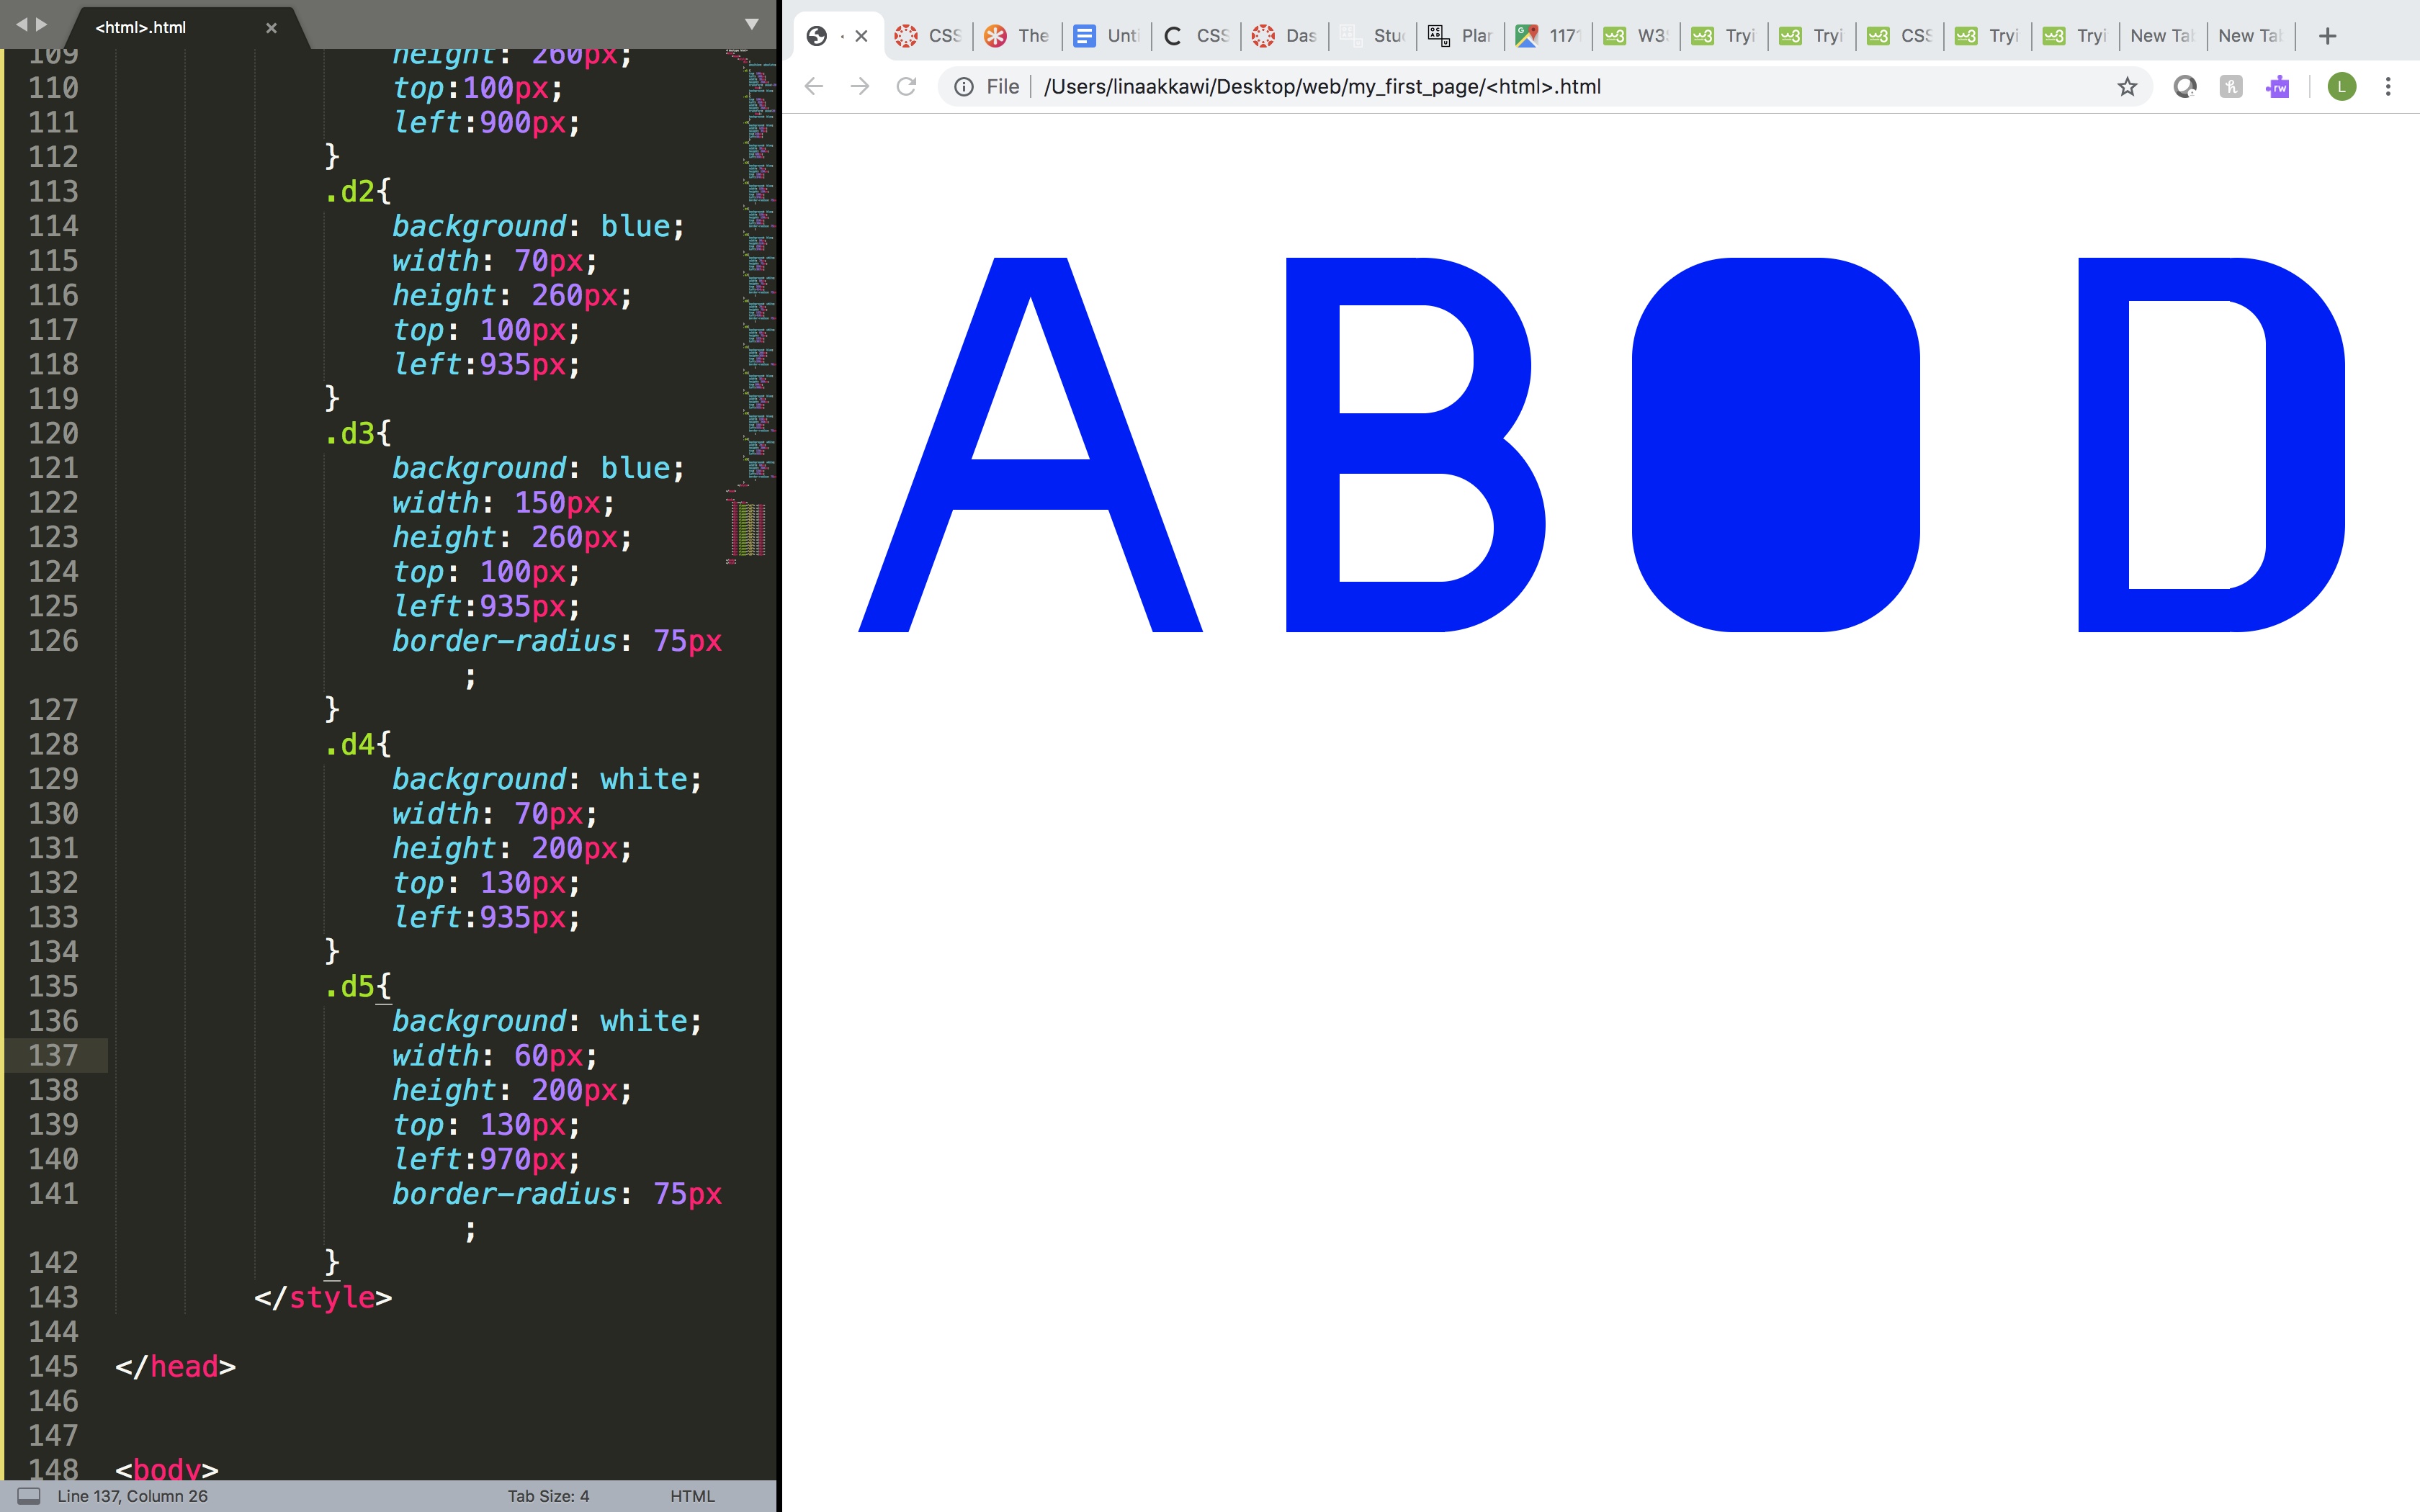 <html>.html
109 height: 260px;
110 top:100px;
111 left:900px;
112 }
113 .d2{
114 background: blue;
115 width: 70px;
116 height: 260px;
117 top: 100px;
118 left:935px;
119 }
120 .d3{
121 background: blue;
122 width: 150px;
123 height: 260px;
124 top: 100px;
125 left:935px;
126 border-radius: 75px
;
127 }
128 .d4{
129 background: white;
130 width: 70px;
131 height: 200px;
132 top: 130px;
133 left:935px;
134 }
135 .d5{
136 background: white;
137 width: 60px;
138 height: 200px;
139 top: 130px;
140 left:970px;
141 border-radius: 75px
;
142 }
143 </style>
144
145 </head>
146
147
148 <body>
Line 137, Column 26 Tab Size: 4 HTML
CSS The Unti CSS Das Stu Plan 117 W3S Tryi Tryi CSS Tryi Tryi New Tab New Tab
File /Users/linaakkawi/Desktop/web/my_first_page/<html>.html rw L
A B D